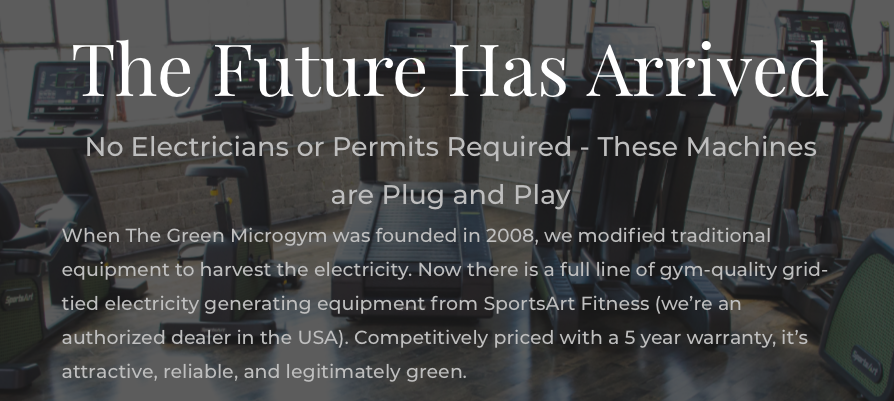 The Future Has Arrived
No Electricians or Permits Required - These Machines
are Plug and Play
When The Green Microgym was founded in 2008, we modified traditional
equipment to harvest the electricity. Now there is a full line of gym-quality grid-
tied electricity generating equipment from SportsArt Fitness (we’re an
authorized dealer in the USA). Competitively priced with a 5 year warranty, it’s
attractive, reliable, and legitimately green.
SportsArt
SportsArt